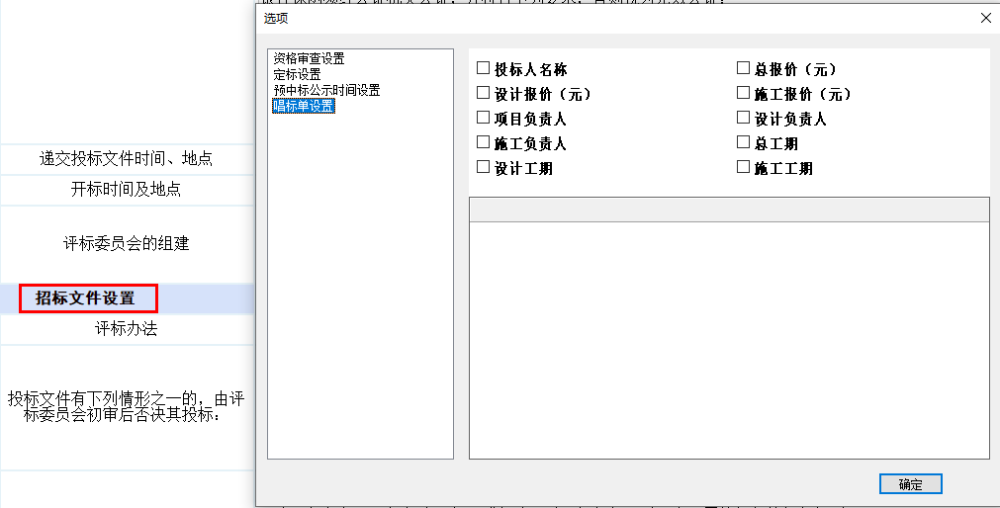 选项
资格审查设置
定标设置
预中标公示时间设置
唱标单设置
投标人名称
总报价（元）
设计报价（元）
施工报价（元）
项目负责人
设计负责人
施工负责人
总工期
设计工期
施工工期
确定
递交投标文件时间、地点
开标时间及地点
评标委员会的组建
招标文件设置
评标办法
投标文件有下列情形之一的，由评
标委员会初审后否决其投标：